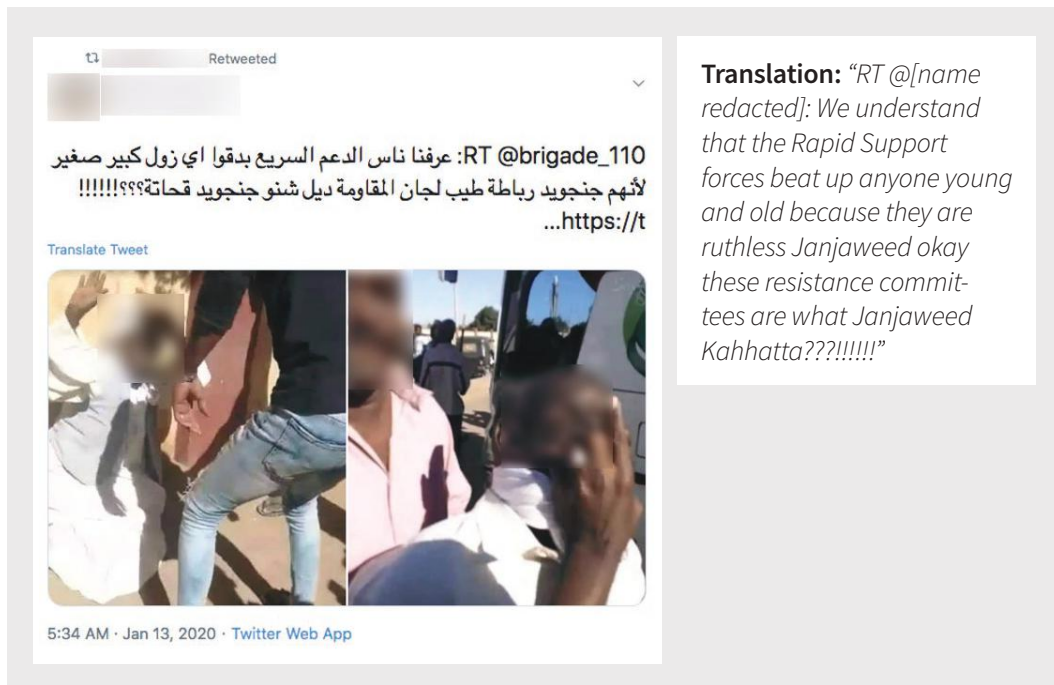 Retweeted
RT @brigade_110: عرفنا ناس الدعم السريع بدقوا اي زول كبير صغير
لأنهم جنجويد رباطة طيب لجان المقاومة ديل شنو جنجويد قحاتة؟؟؟!!!!!!
https://t...
Translate Tweet
5:34 AM · Jan 13, 2020 · Twitter Web App
Translation: “RT @[name
redacted]: We understand
that the Rapid Support
forces beat up anyone young
and old because they are
ruthless Janjaweed okay
these resistance commit-
tees are what Janjaweed
Kahhatta???!!!!!!”